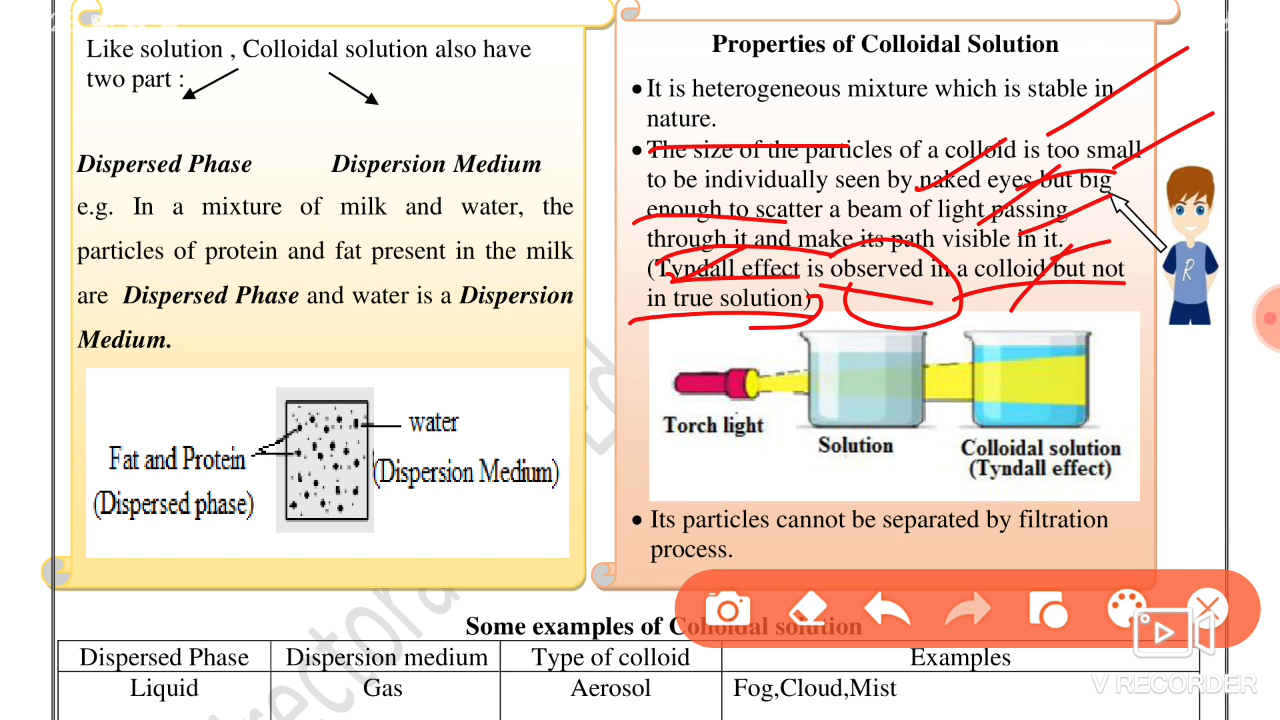 Like solution , Colloidal solution also have
two part :
Dispersed Phase Dispersion Medium
e.g. In a mixture of milk and water, the
particles of protein and fat present in the milk
are Dispersed Phase and water is a Dispersion
Medium.
Fat and Protein
(Dispersed phase)
water
(Dispersion Medium)
Properties of Colloidal Solution
• It is heterogeneous mixture which is stable in
nature.
• The size of the particles of a colloid is too small
to be individually seen by naked eyes but big
enough to scatter a beam of light passing
through it and make its path visible in it.
(Tyndall effect is observed in a colloid but not
in true solution)
R
Torch light
Solution
Colloidal solution
(Tyndall effect)
• Its particles cannot be separated by filtration
process.
Some examples of Colloidal solution
Dispersed Phase Dispersion medium Type of colloid Examples
Liquid Gas Aerosol Fog,Cloud,Mist
V RECORDER